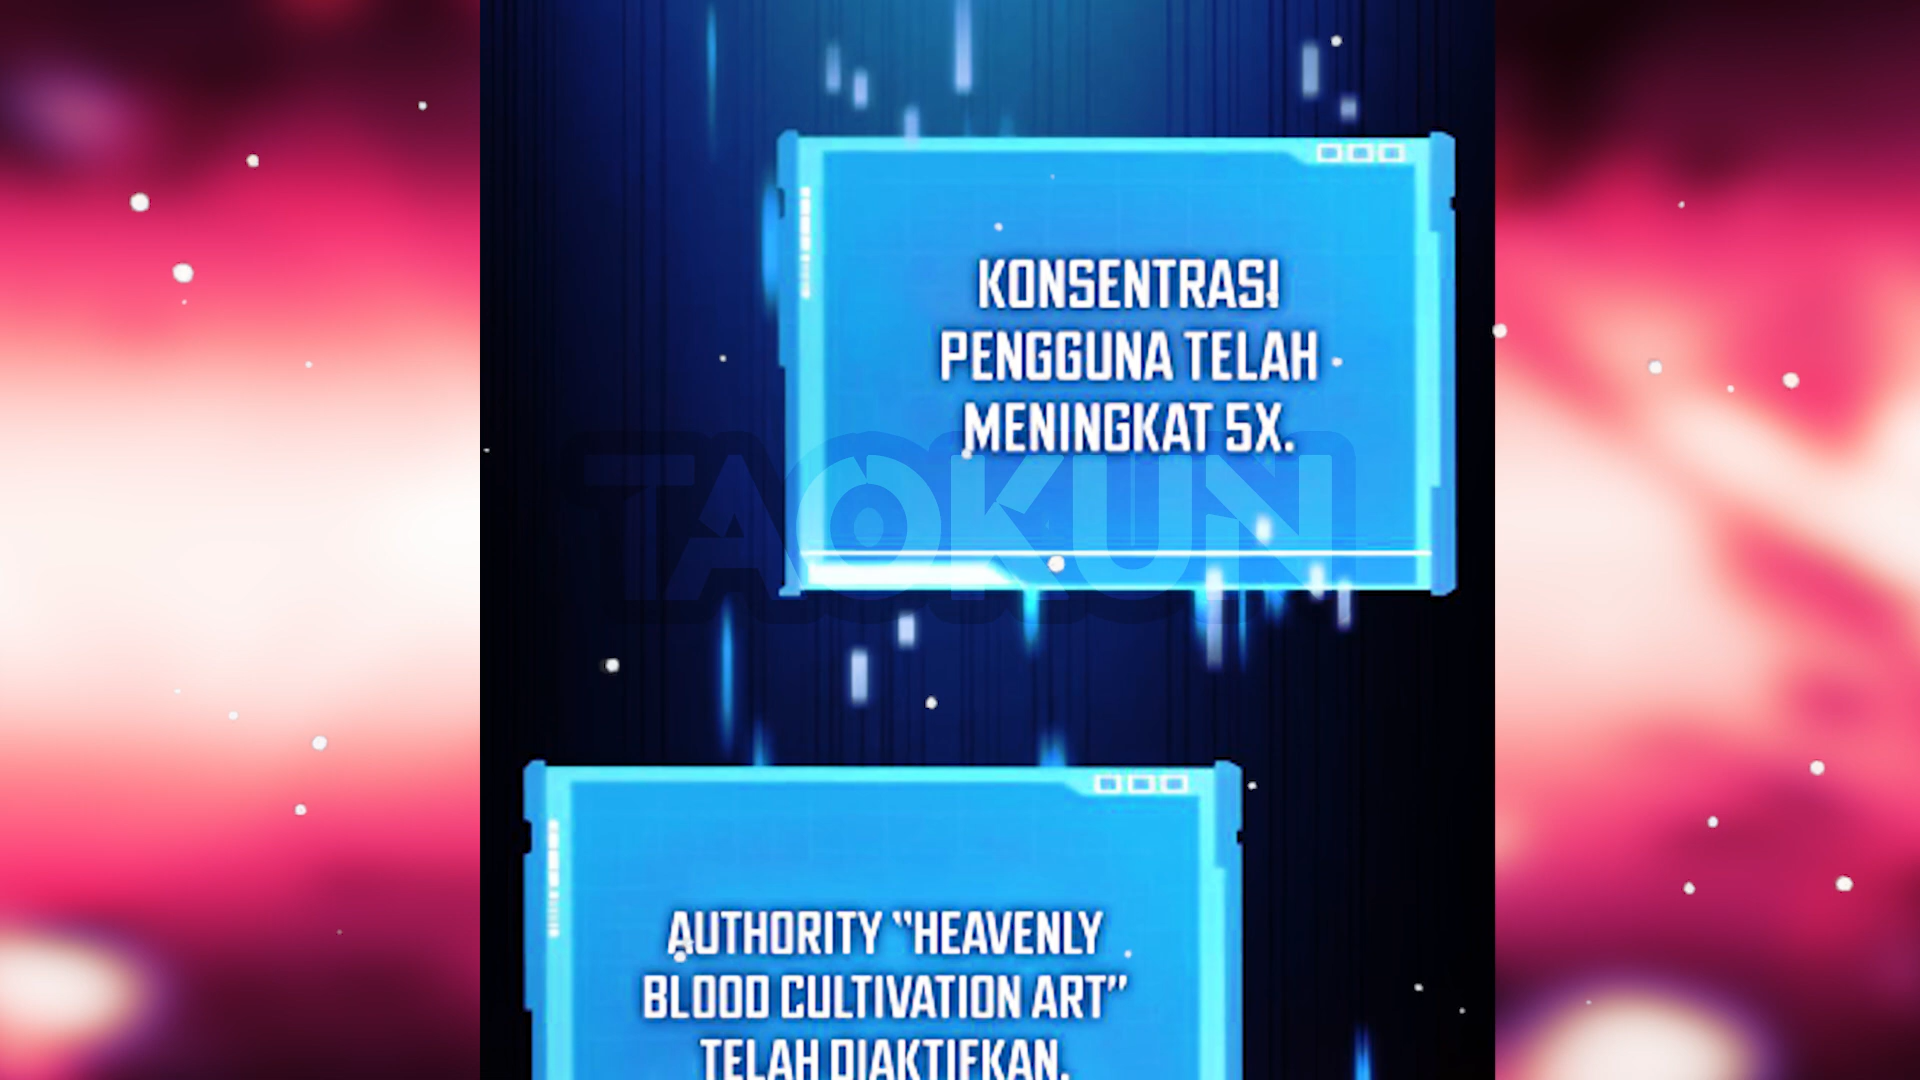 KONSENTRASI
PENGGUNA TELAH
MENINGKAT 5X.
TAOKUN
AUTHORITY “HEAVENLY
BLOOD CULTIVATION ART”
TELAH DIAKTIFKAN.